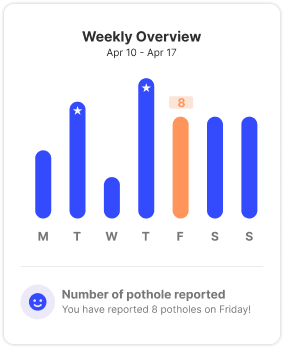 Weekly Overview
Apr 10 - Apr 17
8
M T W T F S S
Number of pothole reported
You have reported 8 potholes on Friday!